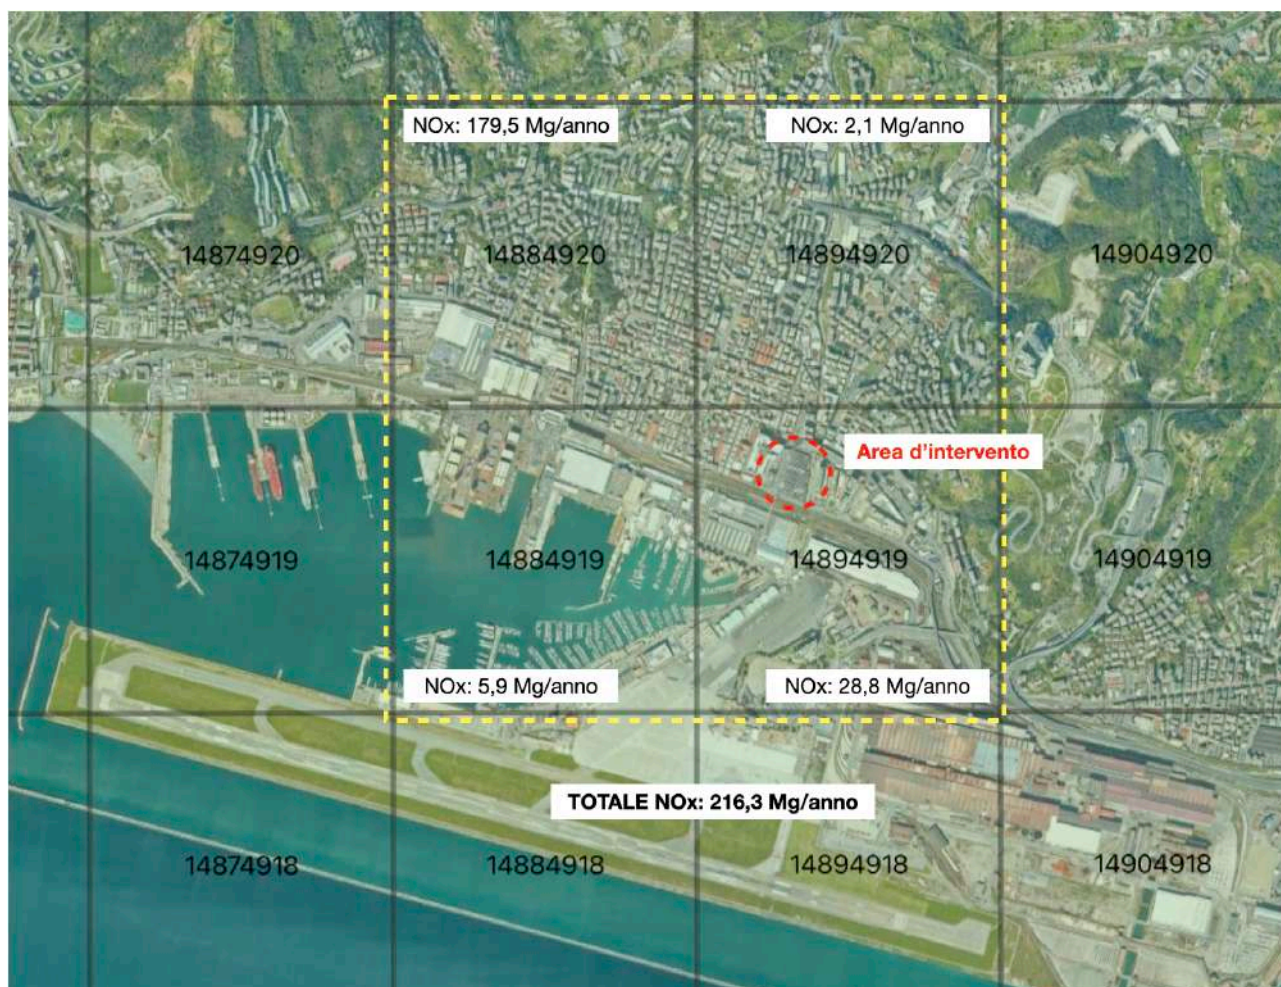 NOx: 179,5 Mg/anno
NOx: 2,1 Mg/anno
14874920
14884920
14894920
14904920
Area d'intervento
14874919
14884919
14894919
14904919
NOx: 5,9 Mg/anno
NOx: 28,8 Mg/anno
TOTALE NOx: 216,3 Mg/anno
14874918
14884918
14894918
14904918